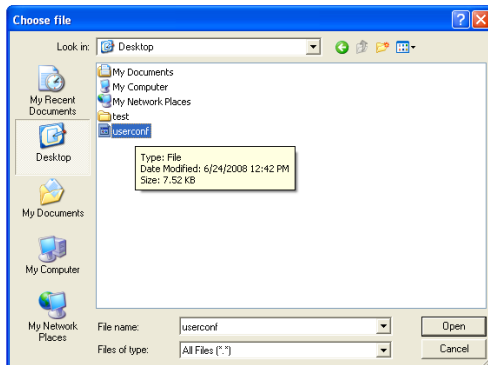 Choose file
Look in:
Desktop
My Recent
Documents
Desktop
My Documents
My Computer
My Network
Places
My Documents
My Computer
My Network Places
test
userconf
Type: File
Date Modified: 6/24/2008 12:42 PM
Size: 7.52 KB
File name:
userconf
Open
Files of type:
All Files (*.*)
Cancel